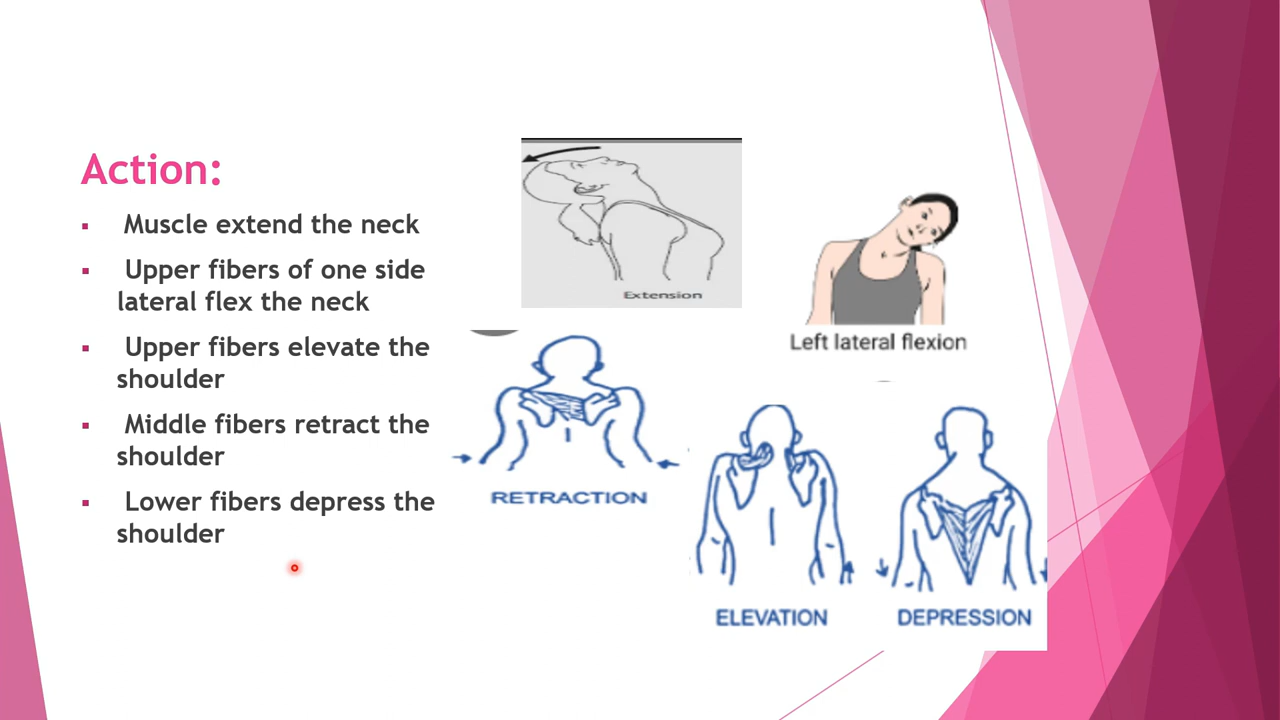 Action:
Muscle extend the neck
Upper fibers of one side
lateral flex the neck
Upper fibers elevate the
shoulder
Middle fibers retract the
shoulder
Lower fibers depress the
shoulder
Extension
Left lateral flexion
RETRACTION
ELEVATION
DEPRESSION